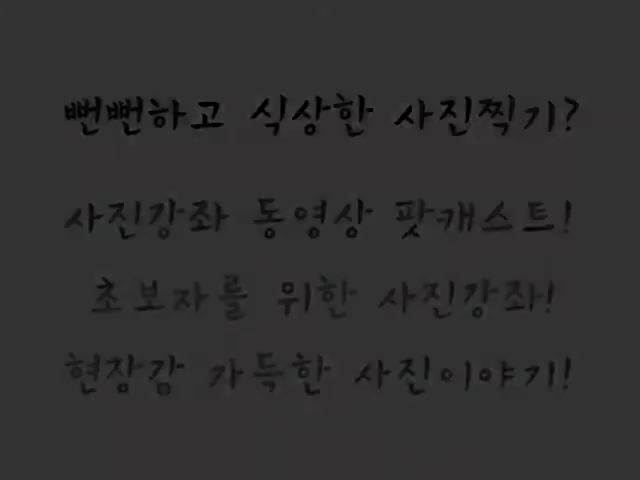 뻔뻔하고 식상한 사진찍기?
사진강좌 동영상 팟캐스트!
초보자를 위한 사진강좌!
현장감 가득한 사진이야기!